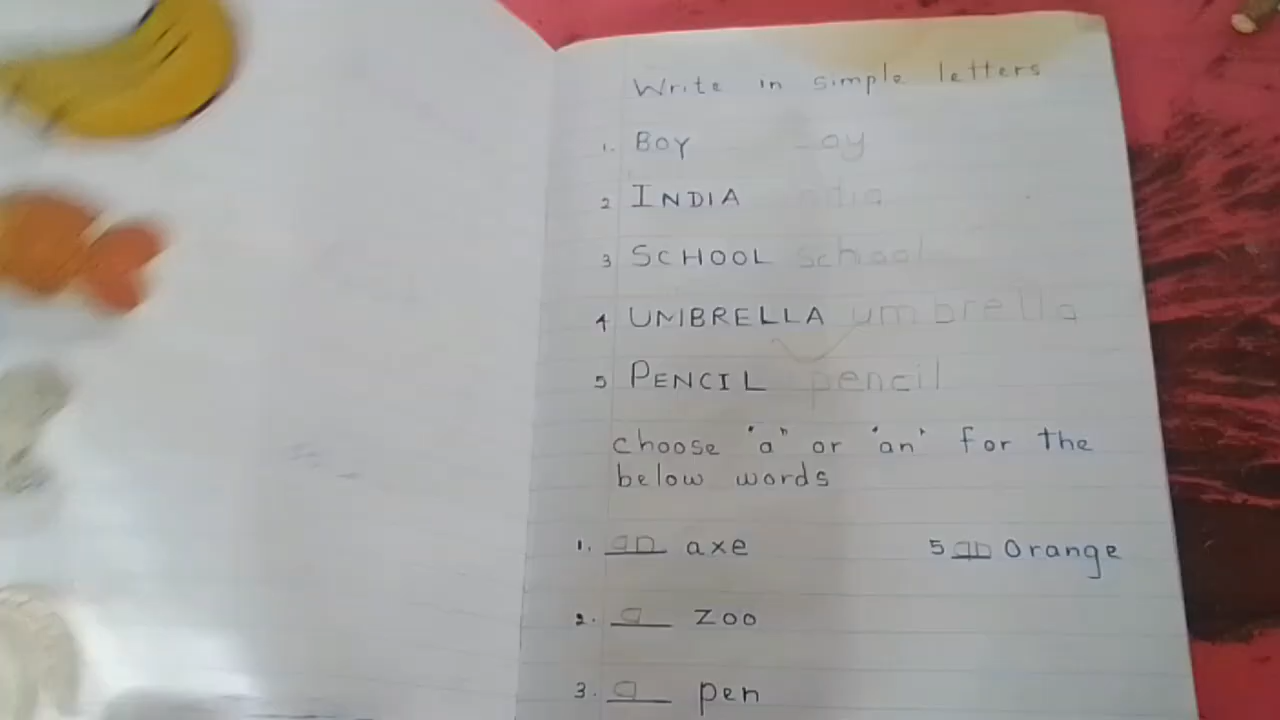 Write in simple letters
1. BOY oy
2 INDIA dia
3 SCHOOL school
4 UMBRELLA umbrella
5 PENCIL pencil
choose "a" or "an" for the
below words
1. an axe 5 an Orange
2. a Zoo
3. a pen